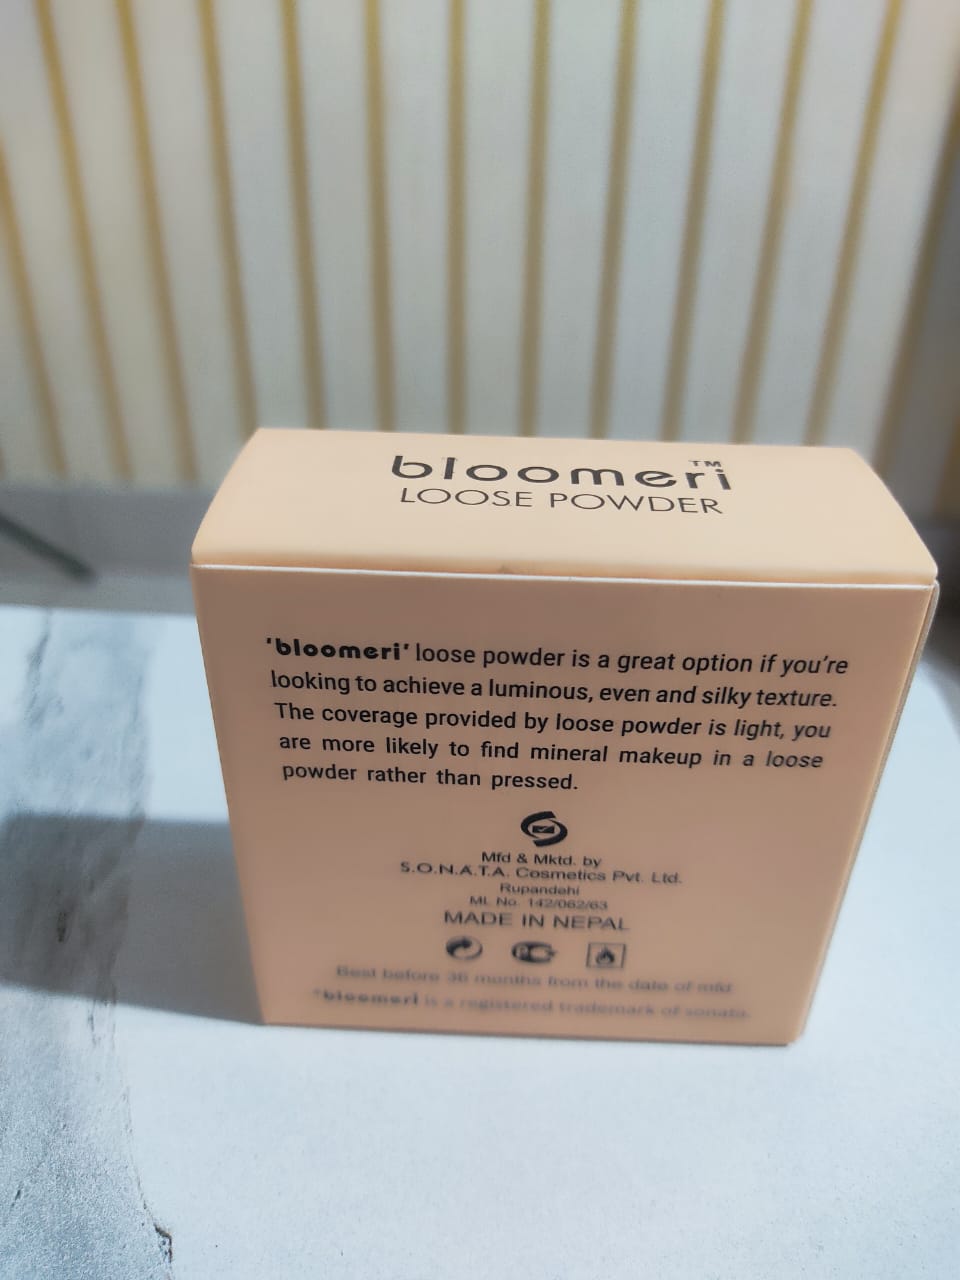 bloomeri™
LOOSE POWDER
'bloomeri' loose powder is a great option if you're
looking to achieve a luminous, even and silky texture.
The coverage provided by loose powder is light, you
are more likely to find mineral makeup in a loose
powder rather than pressed.
Mfd & Mktd. by
S.O.N.A.T.A. Cosmetics Pvt. Ltd.
Rupandehi
ML No. 142/062/63
MADE IN NEPAL
Best before 36 months from the date of mfd
"bloomeri is a registered trademark of sonata.